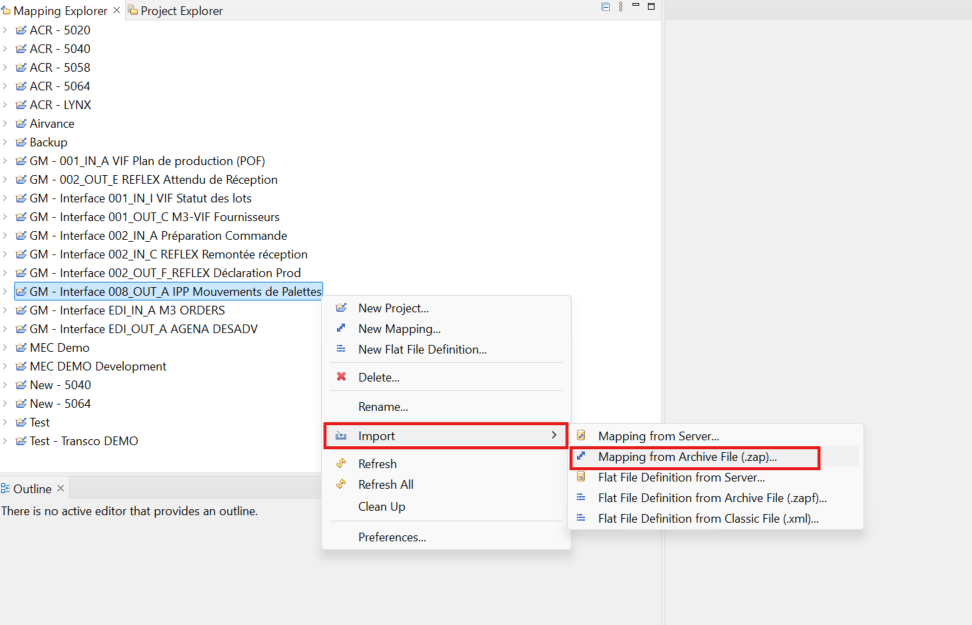 Mapping Explorer
Project Explorer
ACR - 5020
ACR - 5040
ACR - 5058
ACR - 5064
ACR - LYNX
Airvance
Backup
GM - 001_IN_A VIF Plan de production (POF)
GM - 002_OUT_E REFLEX Attendu de Réception
GM - Interface 001_IN_I VIF Statut des lots
GM - Interface 001_OUT_C M3-VIF Fournisseurs
GM - Interface 002_IN_A Préparation Commande
GM - Interface 002_IN_C REFLEX Remontée réception
GM - Interface 002_OUT_F_REFLEX Déclaration Prod
GM - Interface 008_OUT_A IPP Mouvements de Palettes
GM - Interface EDI_IN_A M3 ORDERS
GM - Interface EDI_OUT_A AGENA DESADV
MEC Demo
MEC DEMO Development
New - 5040
New - 5064
Test
Test - Transco DEMO
New Project...
New Mapping...
New Flat File Definition...
Delete...
Rename...
Import
Refresh
Refresh All
Clean Up
Preferences...
Mapping from Server...
Mapping from Archive File (.zap)...
Flat File Definition from Server...
Flat File Definition from Archive File (.zapf)...
Flat File Definition from Classic File (.xml)...
Outline
There is no active editor that provides an outline.